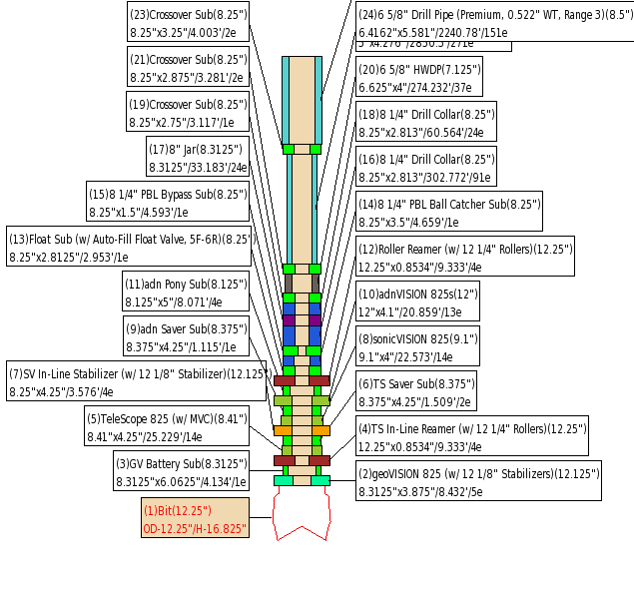 (23)Crossover Sub(8.25")
8.25"x3.25"/4.003'/2e
(21)Crossover Sub(8.25")
8.25"x2.875"/3.281'/2e
(19)Crossover Sub(8.25")
8.25"x2.75"/3.117'/1e
(17)8" Jar(8.3125")
8.3125"/33.183'/24e
(15)8 1/4" PBL Bypass Sub(8.25")
8.25"x1.5"/4.593'/1e
(13)Float Sub (w/ Auto-Fill Float Valve, 5F-6R)(8.25")
8.25"x2.8125"/2.953'/1e
(11)adn Pony Sub(8.125")
8.125"x5"/8.071'/4e
(9)adn Saver Sub(8.375")
8.375"x4.25"/1.115'/1e
(7)SV In-Line Stabilizer (w/ 12 1/8" Stabilizer)(12.125")
8.25"x4.25"/3.576'/4e
(5)TeleScope 825 (w/ MVC)(8.41")
8.41"x4.25"/25.229'/14e
(3)GV Battery Sub(8.3125")
8.3125"x6.0625"/4.134'/1e
(1)Bit(12.25")
OD-12.25"/H-16.825"
(24)6 5/8" Drill Pipe (Premium, 0.522" WT, Range 3)(8.5")
6.4162"x5.581"/2240.78'/151e
(20)6 5/8" HWDP(7.125")
6.625"x4"/274.232'/37e
(18)8 1/4" Drill Collar(8.25")
8.25"x2.813"/60.564'/24e
(16)8 1/4" Drill Collar(8.25")
8.25"x2.813"/302.772'/91e
(14)8 1/4" PBL Ball Catcher Sub(8.25")
8.25"x3.5"/4.659'/1e
(12)Roller Reamer (w/ 12 1/4" Rollers)(12.25")
12.25"x0.8534"/9.333'/4e
(10)adnVISION 825s(12")
12"x4.1"/20.859'/13e
(8)sonicVISION 825(9.1")
9.1"x4"/22.573'/14e
(6)TS Saver Sub(8.375")
8.375"x4.25"/1.509'/2e
(4)TS In-Line Reamer (w/ 12 1/4" Rollers)(12.25")
12.25"x0.8534"/9.333'/4e
(2)geoVISION 825 (w/ 12 1/8" Stabilizers)(12.125")
8.3125"x3.875"/8.432'/5e